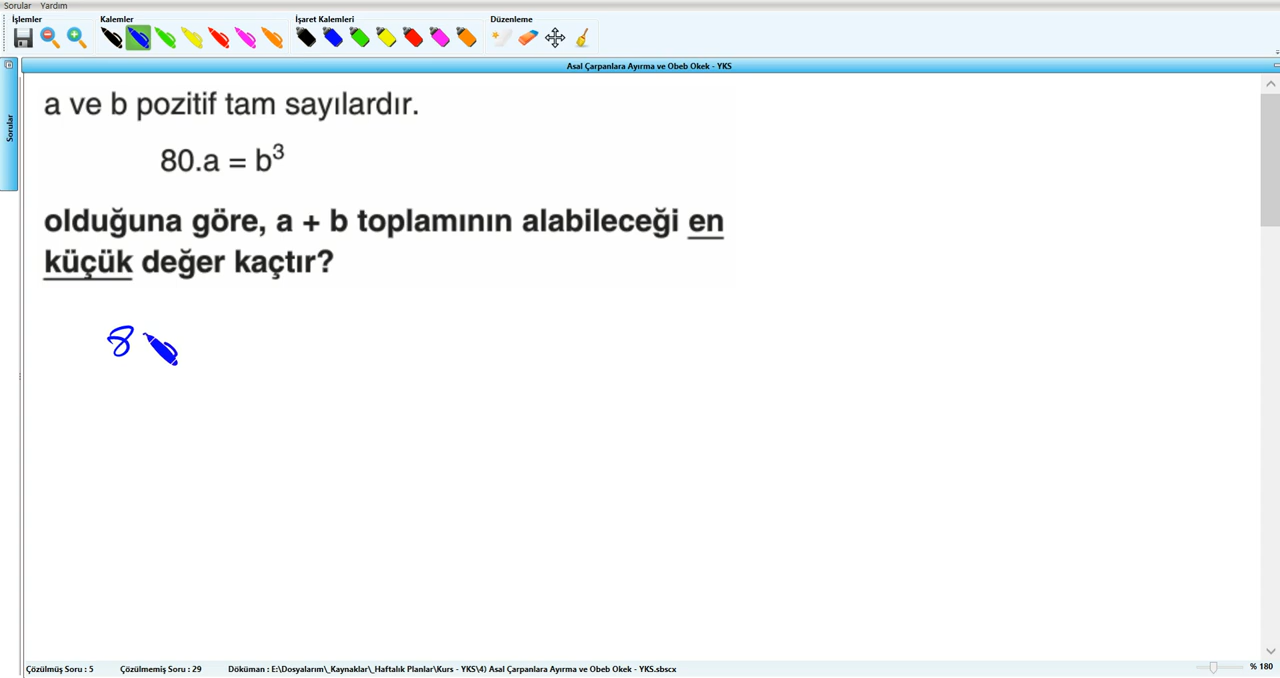 Sorular Yardım
İşlemler Kalemler İşaret Kalemleri Düzenleme
Asal Çarpanlara Ayırma ve Obeb Okek - YKS
Sorular
a ve b pozitif tam sayılardır.
80.a = b³
olduğuna göre, a + b toplamının alabileceği en
küçük değer kaçtır?
8
Çözülmüş Soru : 5 Çözülmemiş Soru : 29 Döküman : E:\Dosyalarım\_Kaynaklar\_Haftalık Planlar\Kurs - YKS\4) Asal Çarpanlara Ayırma ve Obeb Okek - YKS.sbscx % 180